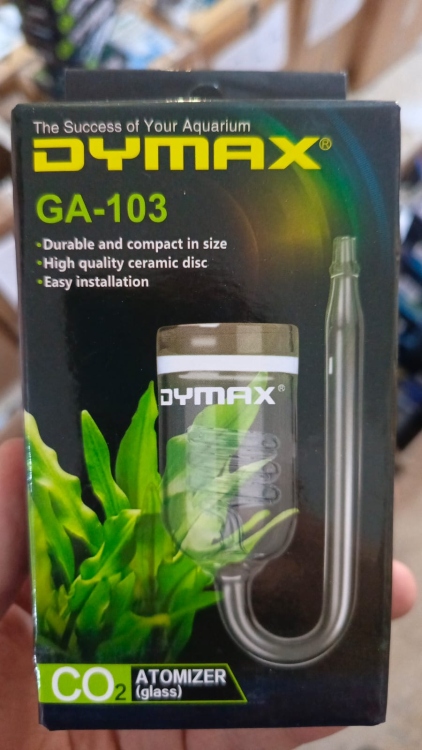 The Success of Your Aquarium
DYMAX®
GA-103
•Durable and compact in size
•High quality ceramic disc
•Easy installation
DYMAX®
CO2 ATOMIZER
(glass)